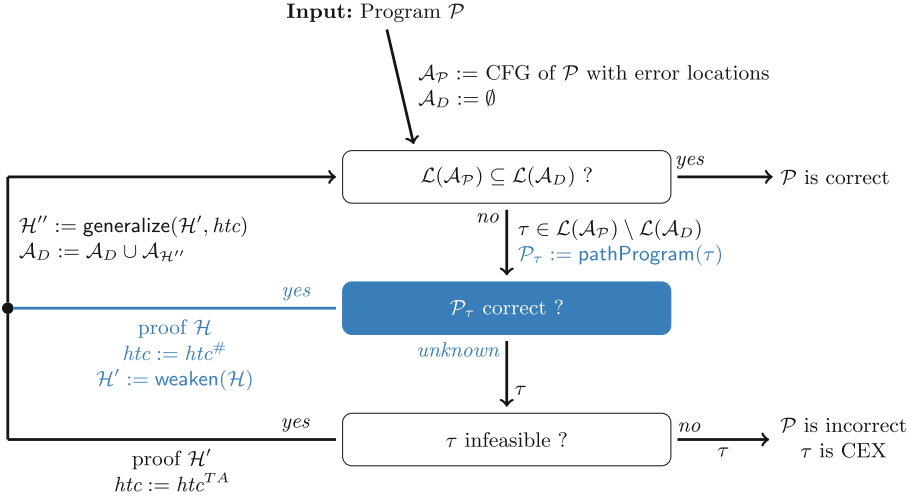 Input: Program 𝒫
𝒜_𝒫 := CFG of 𝒫 with error locations
𝒜_D := ∅
ℒ(𝒜_𝒫) ⊆ ℒ(𝒜_D) ?
yes
𝒫 is correct
no
τ ∈ ℒ(𝒜_𝒫) \ ℒ(𝒜_D)
𝒫_τ := pathProgram(τ)
ℋ′′ := generalize(ℋ′, htc)
𝒜_D := 𝒜_D ∪ 𝒜_ℋ′′
yes
𝒫_τ correct ?
proof ℋ
htc := htc^#
ℋ′ := weaken(ℋ)
unknown
τ
yes
τ infeasible ?
no
τ
𝒫 is incorrect
τ is CEX
proof ℋ′
htc := htc^TA